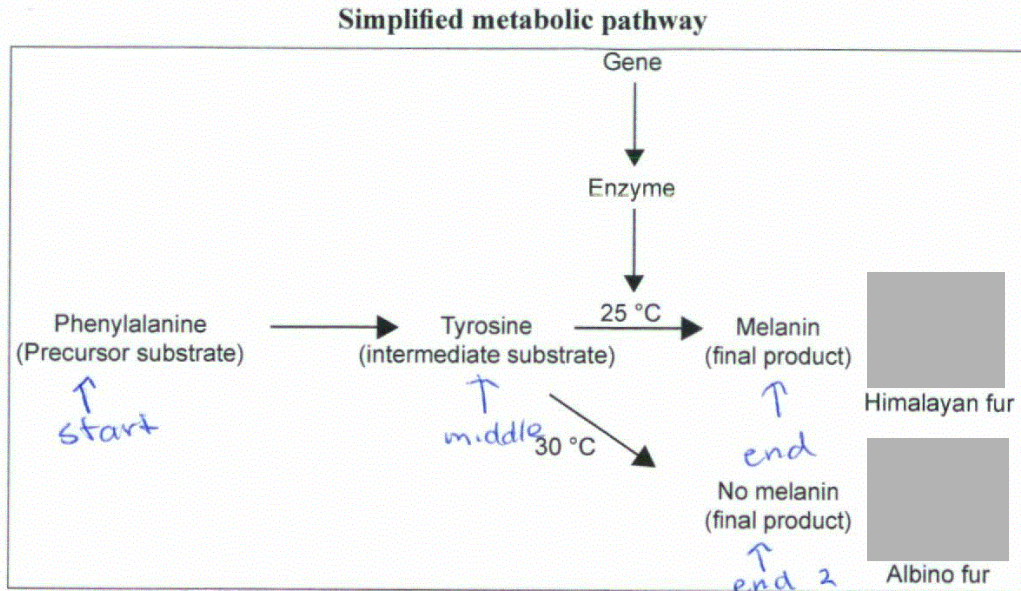 Simplified metabolic pathway
Gene
Enzyme
25 °C
Phenylalanine
(Precursor substrate)
Tyrosine
(intermediate substrate)
Melanin
(final product)
Himalayan fur
start
middle
30 °C
end
No melanin
(final product)
end 2
Albino fur